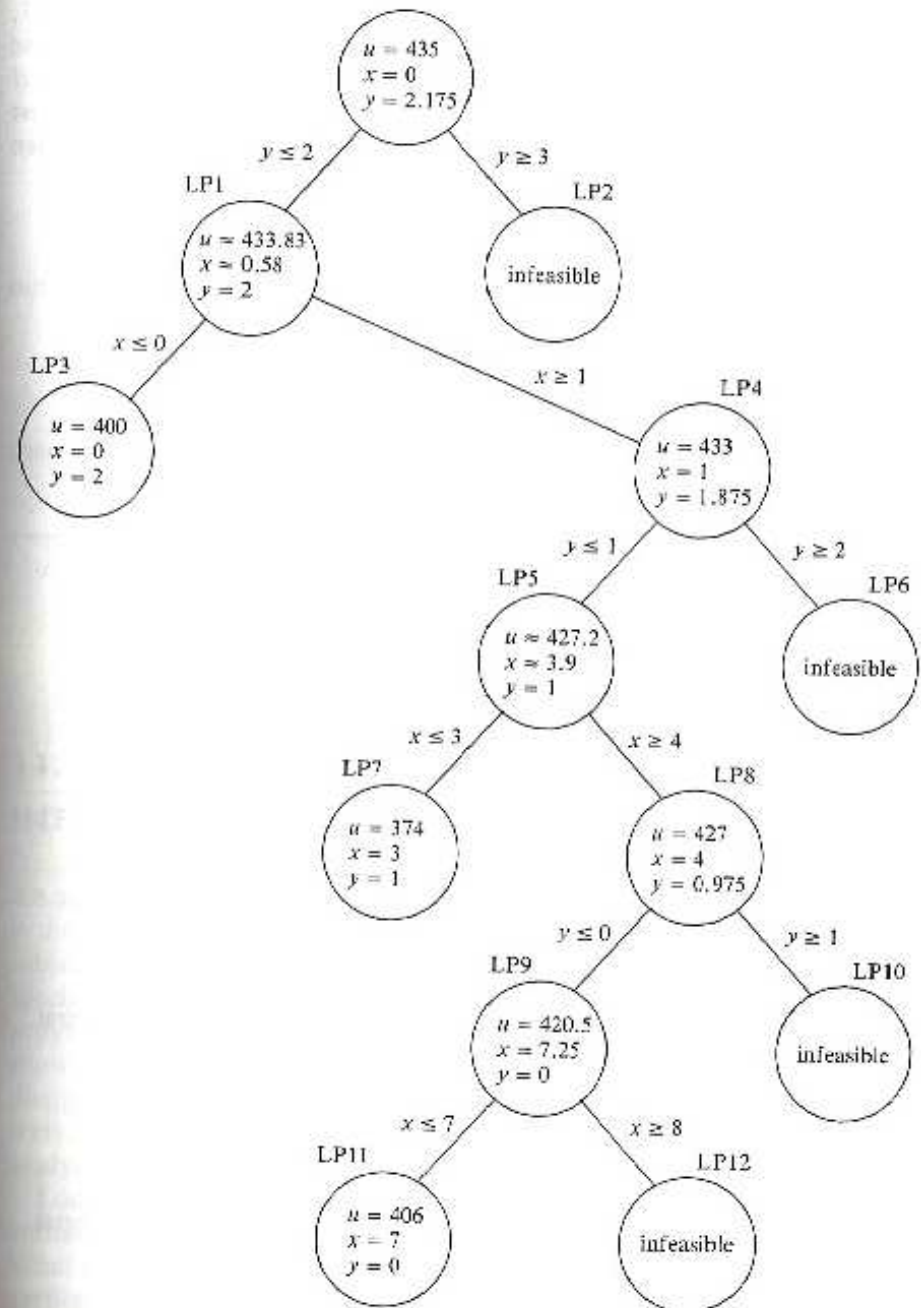 u = 435
x = 0
y = 2.175
y ≤ 2
y ≥ 3
LP1
LP2
u ≈ 433.83
x ≈ 0.58
y = 2
infeasible
x ≤ 0
x ≥ 1
LP3
LP4
u = 400
x = 0
y = 2
u = 433
x = 1
y = 1.875
y ≤ 1
y ≥ 2
LP5
LP6
u ≈ 427.2
x ≈ 3.9
y = 1
infeasible
x ≤ 3
x ≥ 4
LP7
LP8
u = 374
x = 3
y = 1
u = 427
x = 4
y = 0.975
y ≤ 0
y ≥ 1
LP9
LP10
u = 420.5
x = 7.25
y = 0
infeasible
x ≤ 7
x ≥ 8
LP11
LP12
u = 406
x = 7
y = 0
infeasible